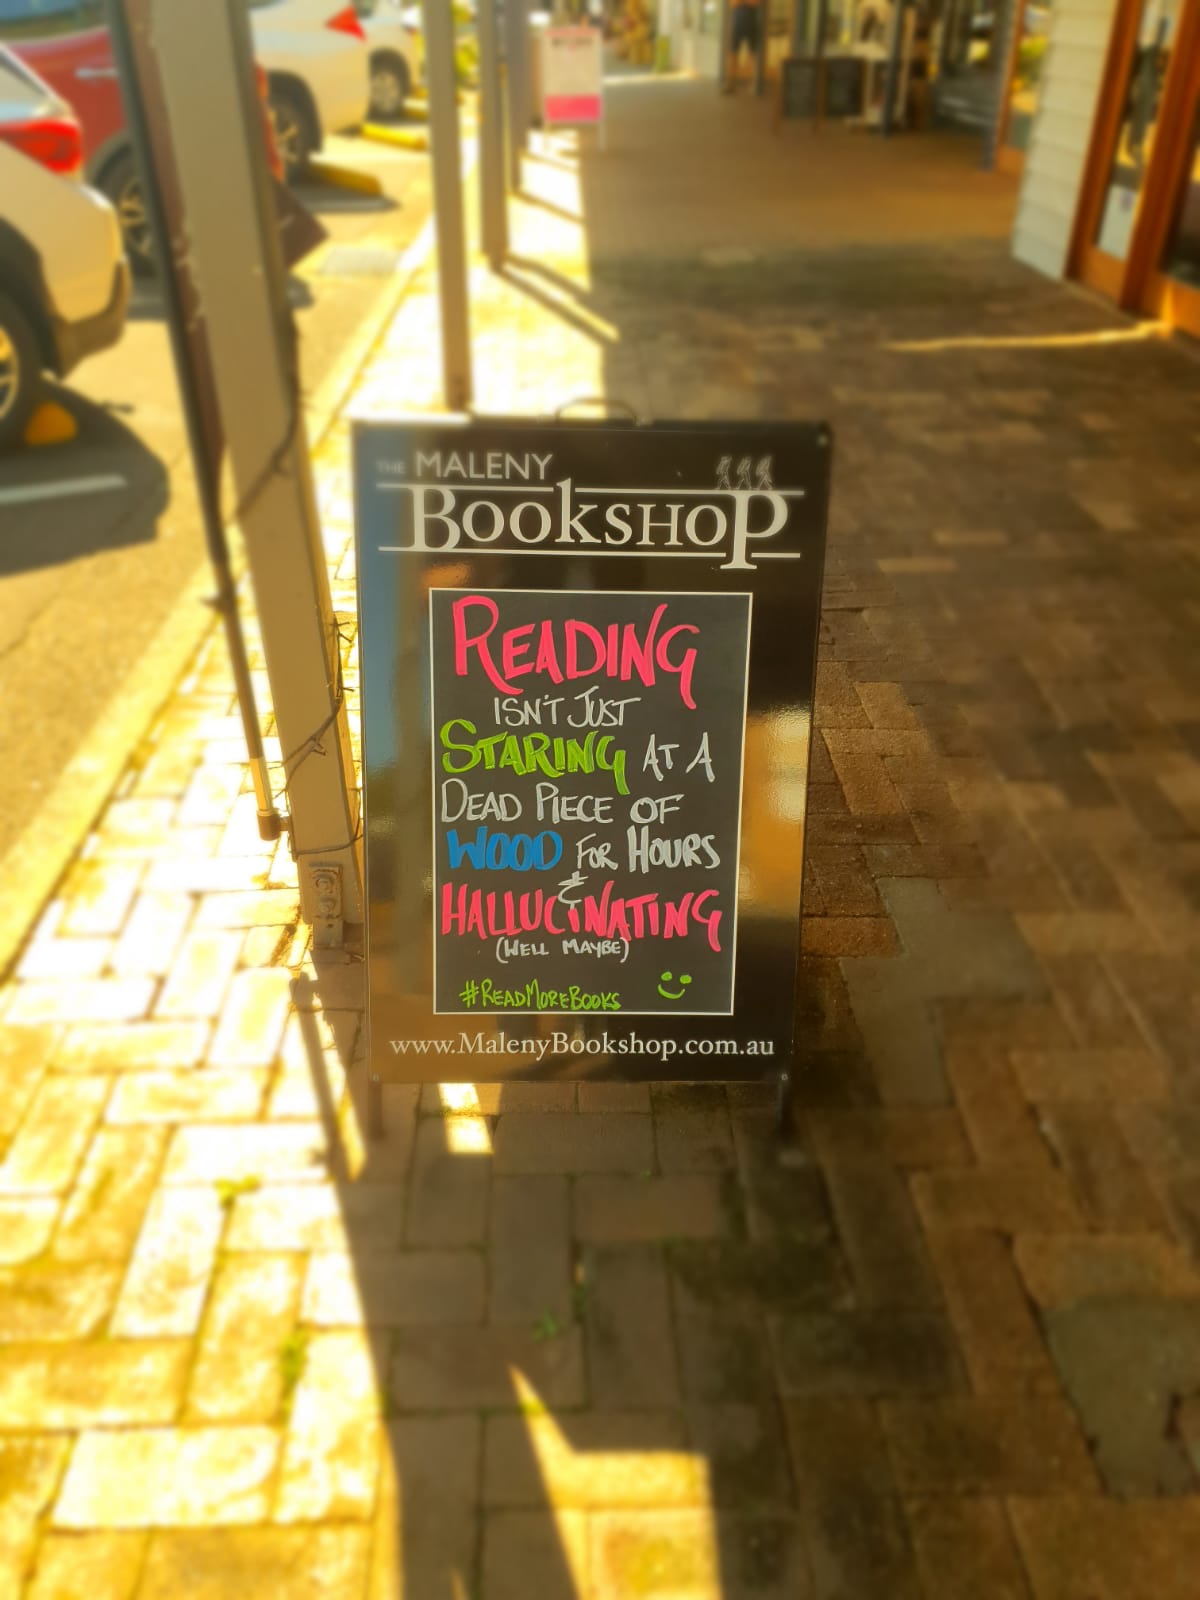 THE MALENY
BOOKSHOP
READING
ISN'T JUST
STARING AT A
DEAD PIECE OF
WOOD FOR HOURS
&
HALLUCINATING
(WELL MAYBE)
#READMOREBOOKS
www.MalenyBookshop.com.au